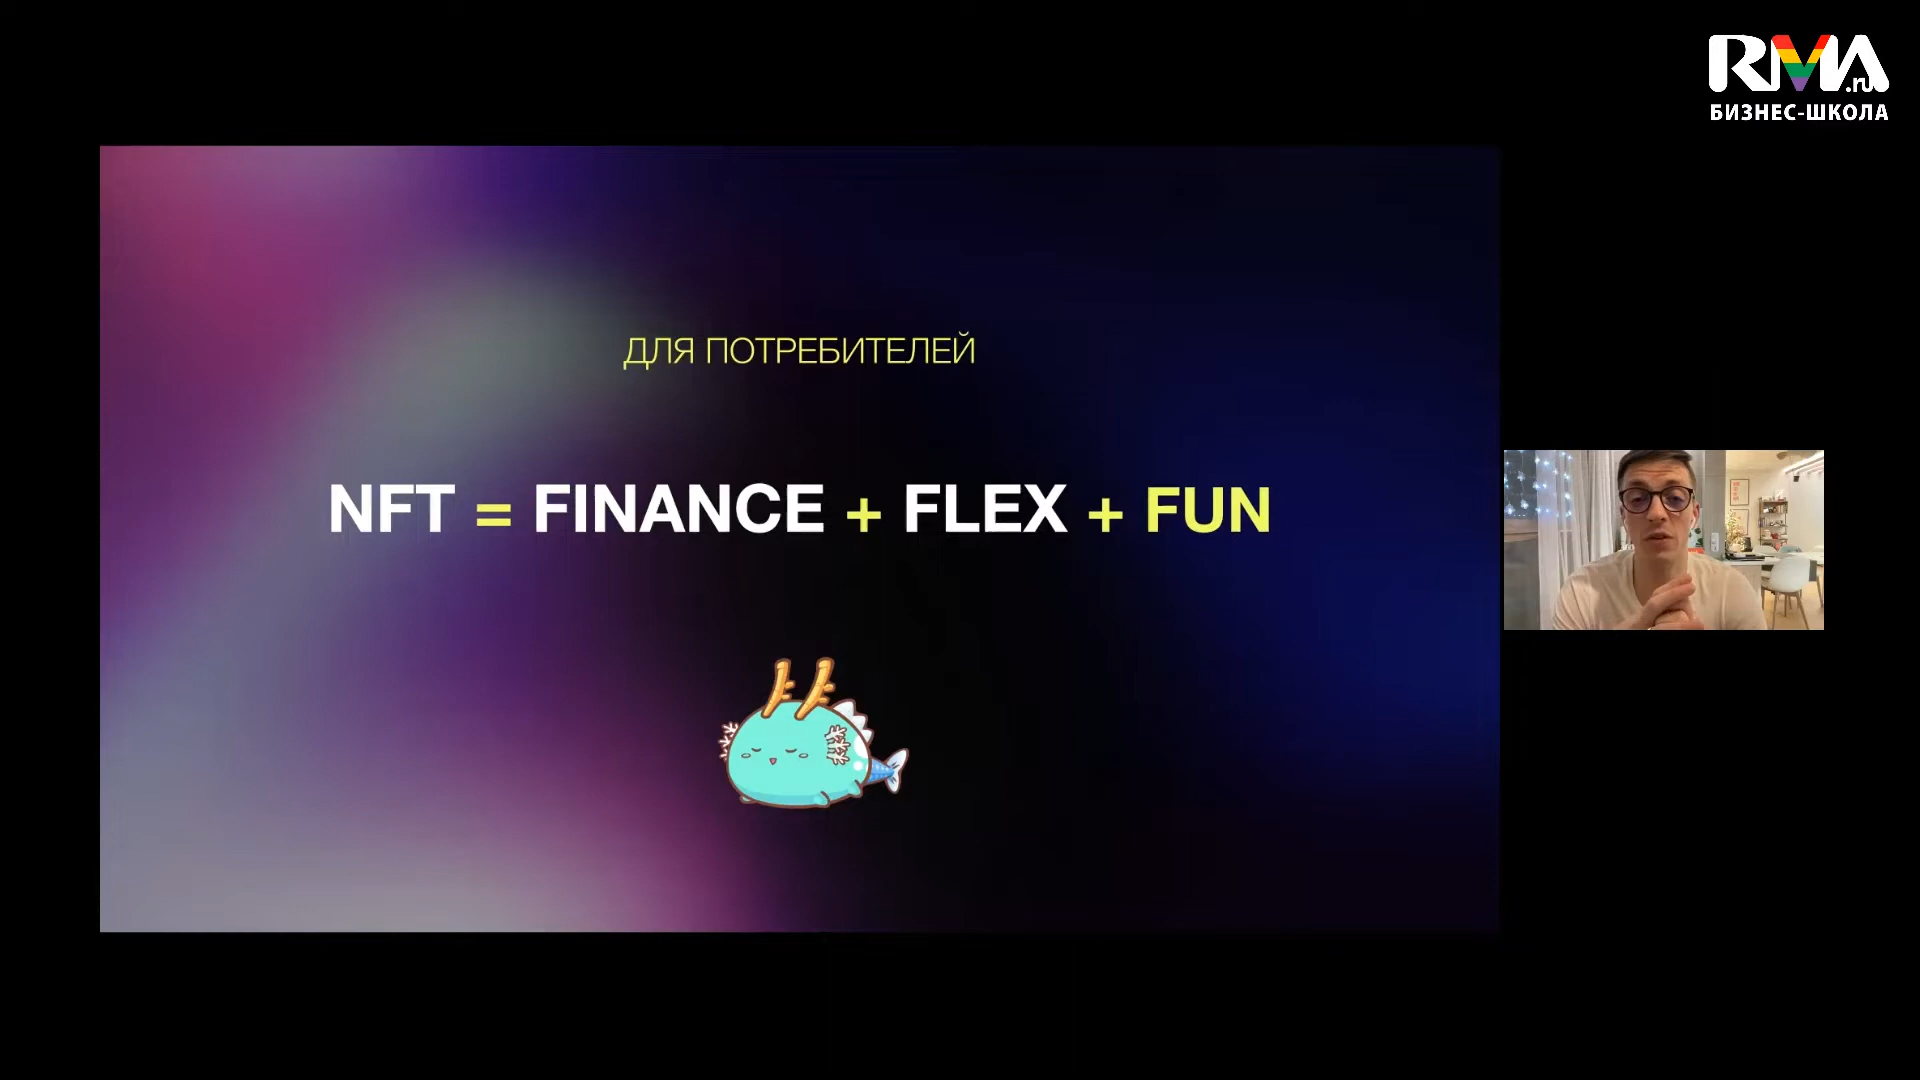 RMA.ru
БИЗНЕС-ШКОЛА
ДЛЯ ПОТРЕБИТЕЛЕЙ
NFT = FINANCE + FLEX + FUN